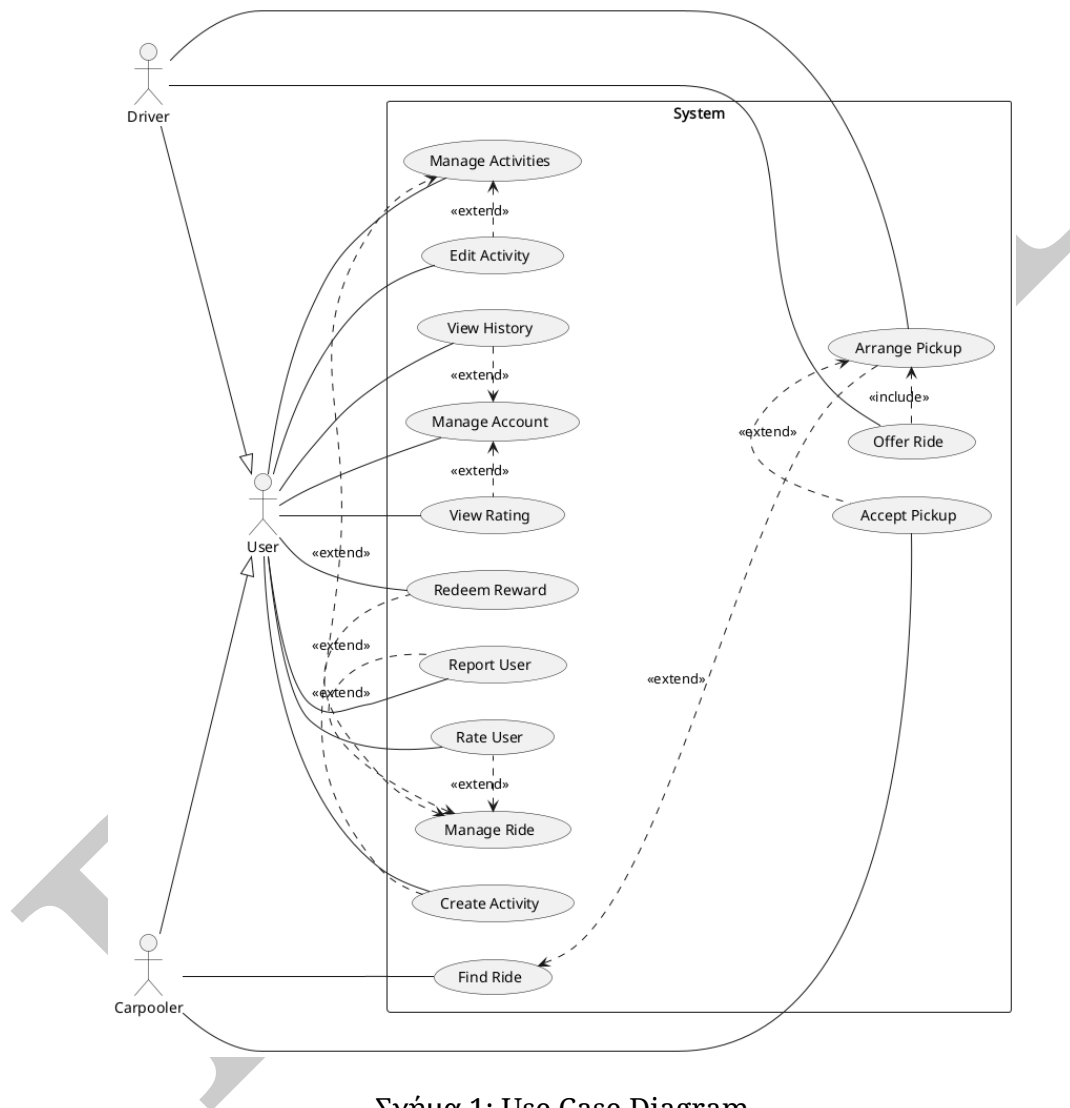 Driver
System
Manage Activities
«extend»
Edit Activity
View History
«extend»
Manage Account
«extend»
View Rating
User
«extend»
Redeem Reward
«extend»
Report User
«extend»
Rate User
«extend»
Manage Ride
Create Activity
Find Ride
Carpooler
Arrange Pickup
«include»
«extend»
Offer Ride
Accept Pickup
«extend»
Σχήμα 1: Use Case Diagram